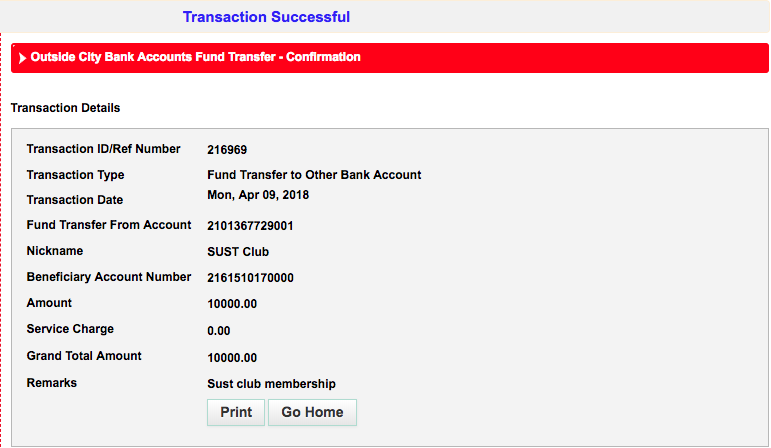 Transaction Successful
Outside City Bank Accounts Fund Transfer - Confirmation
Transaction Details
Transaction ID/Ref Number 216969
Transaction Type Fund Transfer to Other Bank Account
Transaction Date Mon, Apr 09, 2018
Fund Transfer From Account 2101367729001
Nickname SUST Club
Beneficiary Account Number 2161510170000
Amount 10000.00
Service Charge 0.00
Grand Total Amount 10000.00
Remarks Sust club membership
Print Go Home